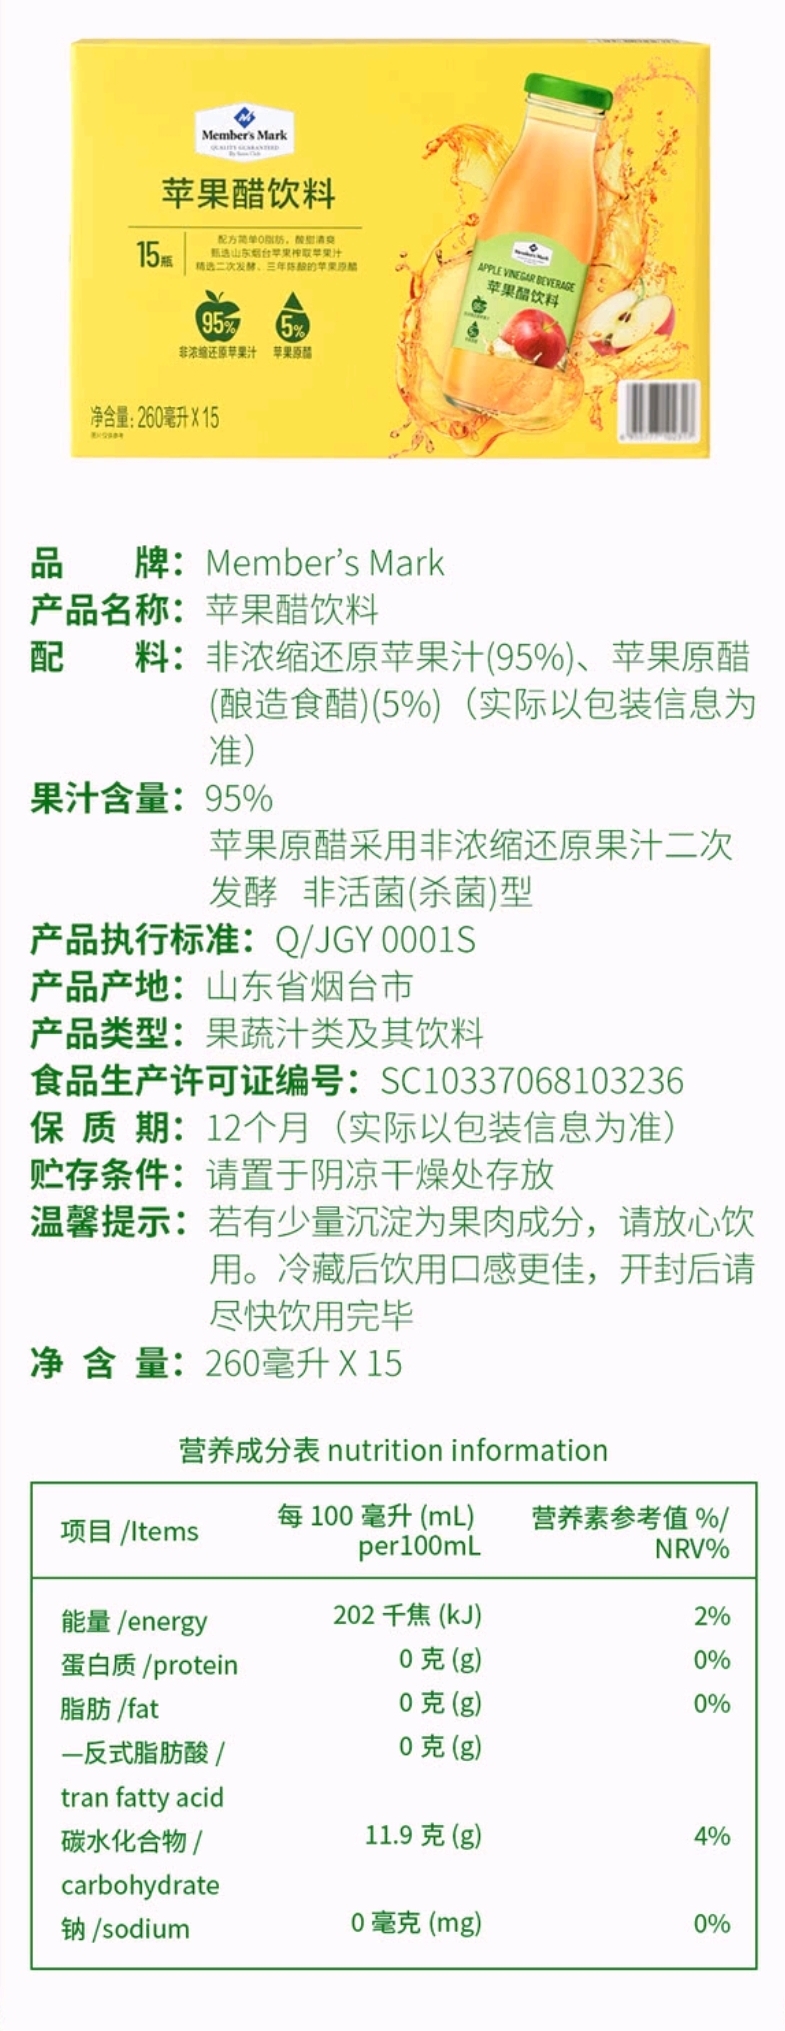 Member's Mark
QUALITY GUARANTEED
By Sam's Club
苹果醋饮料
15瓶
配方简单0脂肪，酸甜清爽
甄选山东烟台苹果榨取苹果汁
精选二次发酵、三年陈酿的苹果原醋
95%
5%
非浓缩还原苹果汁
苹果原醋
净含量：260毫升X15
图片仅供参考
Member's Mark
APPLE VINEGAR BEVERAGE
苹果醋饮料
品牌：Member's Mark
产品名称：苹果醋饮料
配料：非浓缩还原苹果汁(95%)、苹果原醋
(酿造食醋)(5%)（实际以包装信息为
准）
果汁含量：95%
苹果原醋采用非浓缩还原果汁二次
发酵 非活菌(杀菌)型
产品执行标准：Q/JGY 0001S
产品产地：山东省烟台市
产品类型：果蔬汁类及其饮料
食品生产许可证编号：SC10337068103236
保质期：12个月（实际以包装信息为准）
贮存条件：请置于阴凉干燥处存放
温馨提示：若有少量沉淀为果肉成分，请放心饮
用。冷藏后饮用口感更佳，开封后请
尽快饮用完毕
净含量：260毫升 X 15
营养成分表 nutrition information
项目 /Items 每 100 毫升 (mL) per100mL 营养素参考值 %/ NRV%
能量 /energy 202 千焦 (kJ) 2%
蛋白质 /protein 0 克 (g) 0%
脂肪 /fat 0 克 (g) 0%
—反式脂肪酸 / 0 克 (g)
tran fatty acid
碳水化合物 / 11.9 克 (g) 4%
carbohydrate
钠 /sodium 0 毫克 (mg) 0%